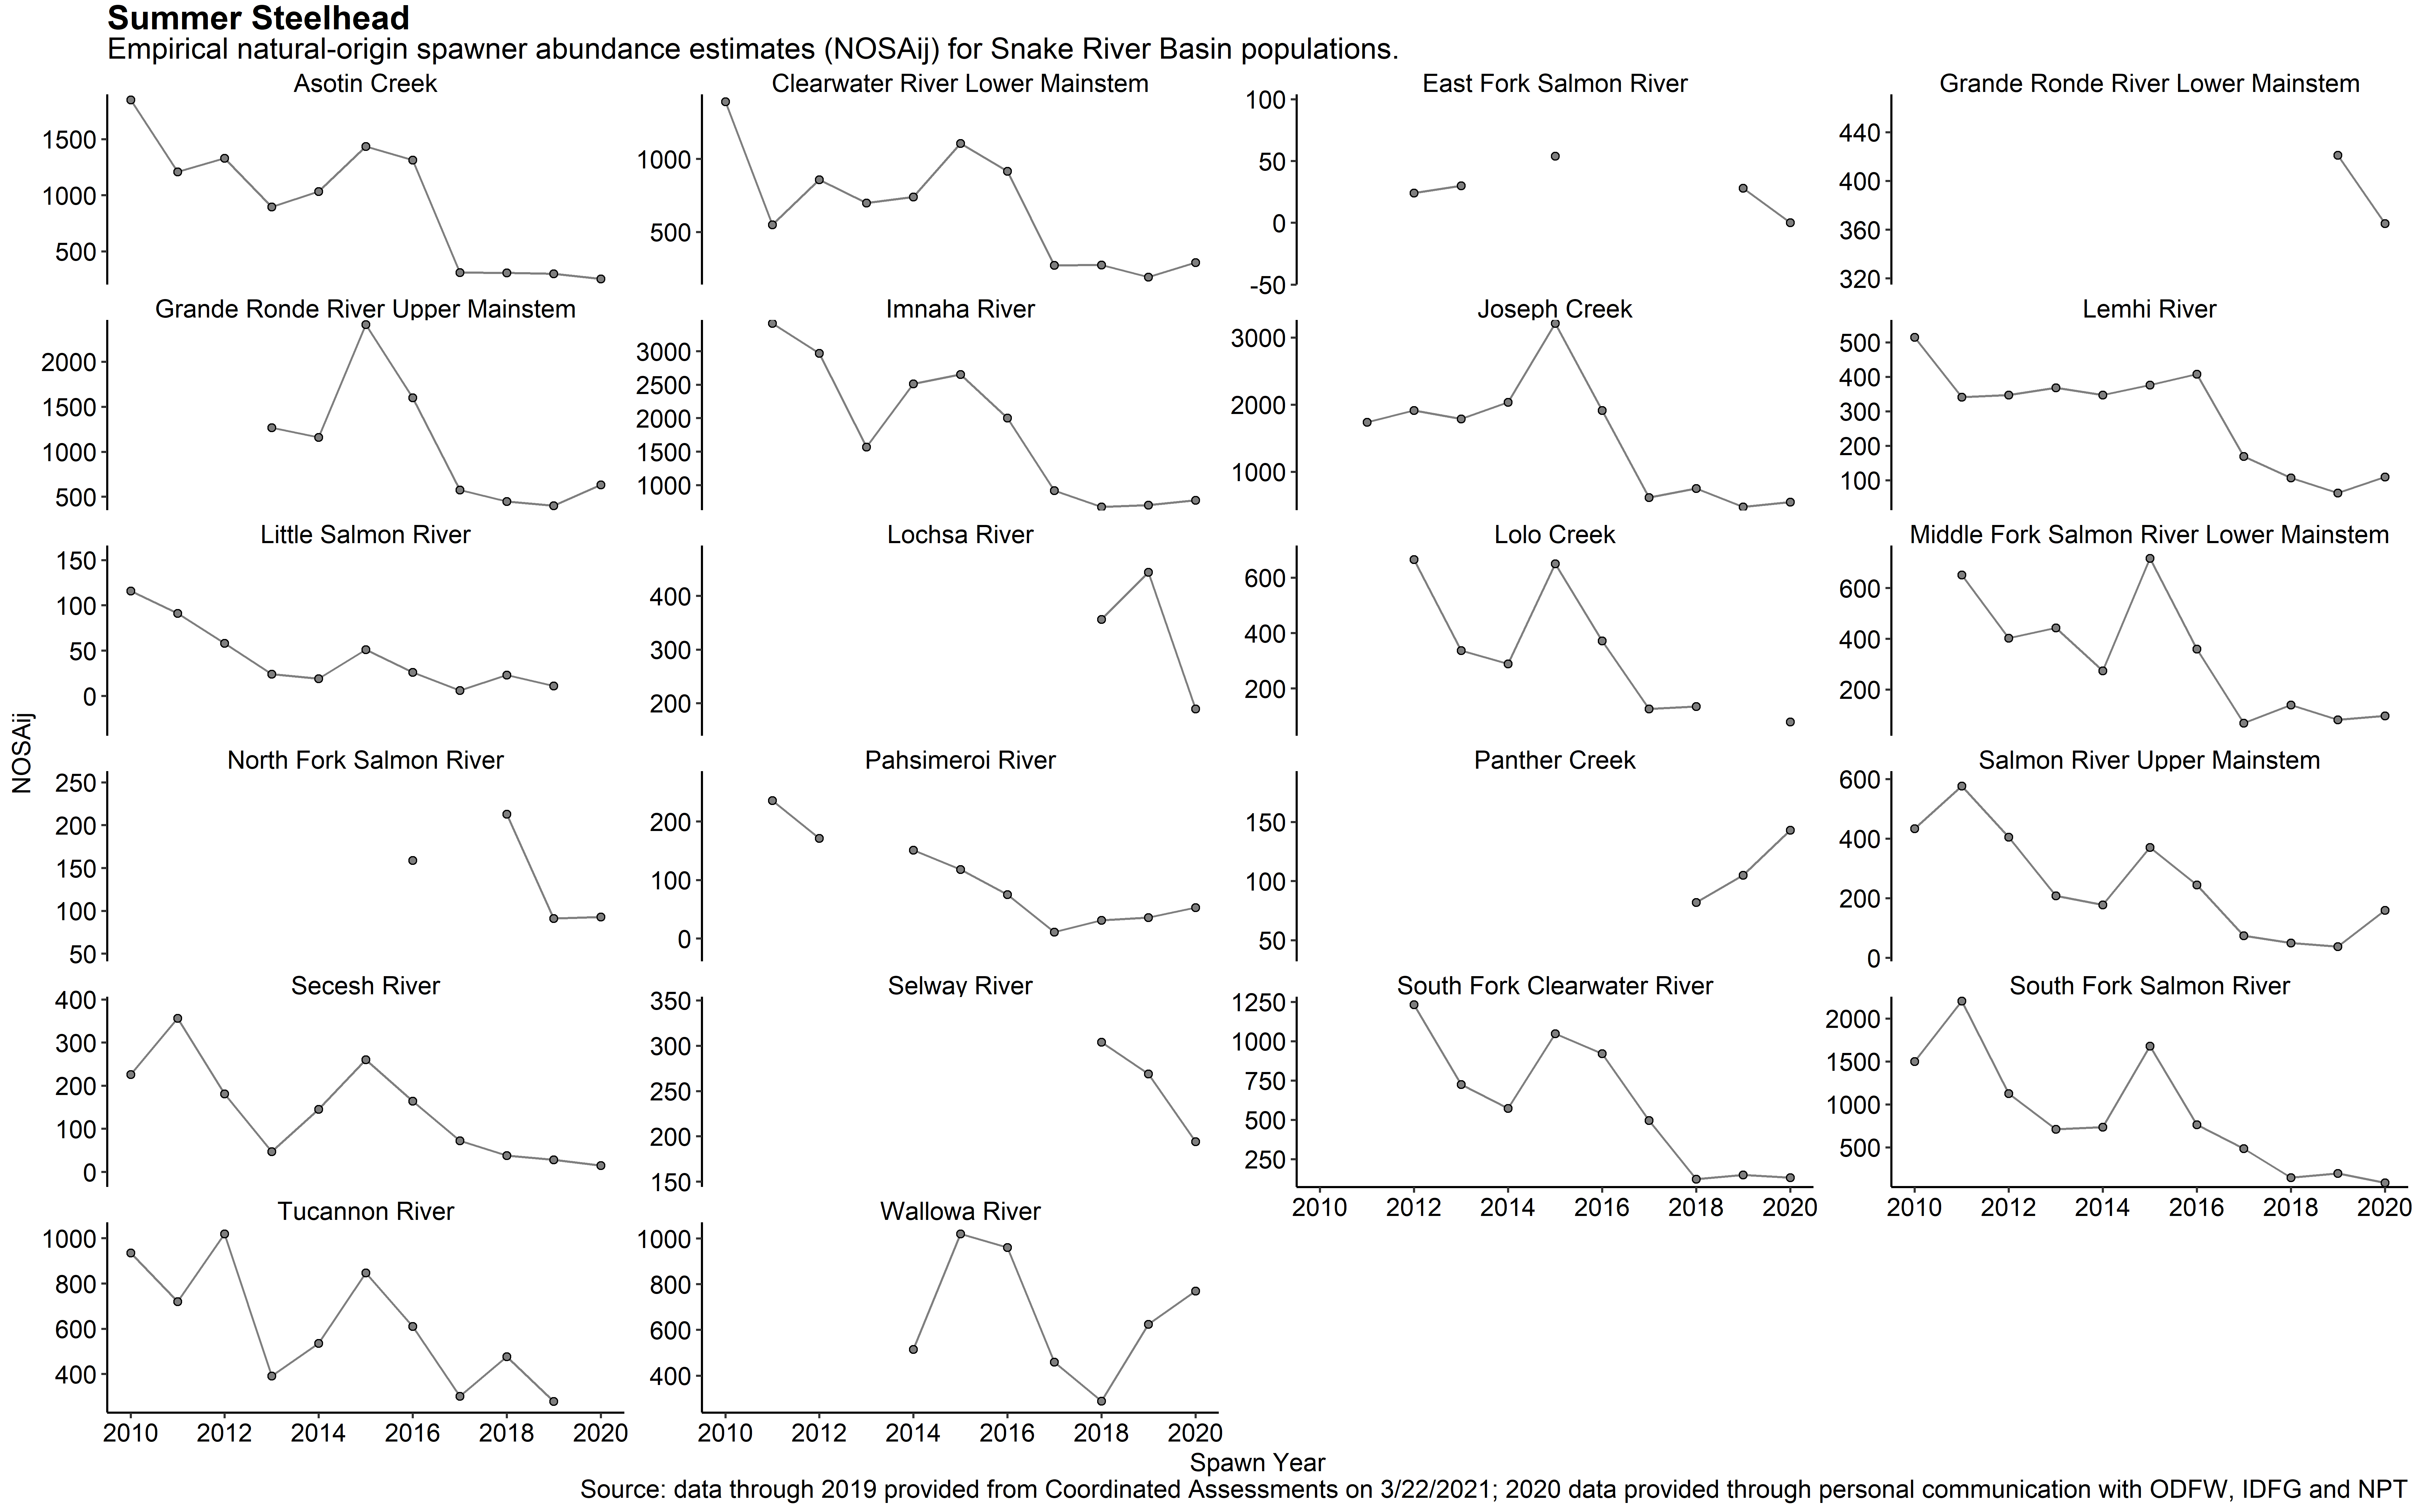 Summer Steelhead
Empirical natural-origin spawner abundance estimates (NOSAij) for Snake River Basin populations.
Asotin Creek
Clearwater River Lower Mainstem
East Fork Salmon River
Grande Ronde River Lower Mainstem
1500
1000
500
1000
500
100
50
0
-50
440
400
360
320
Grande Ronde River Upper Mainstem
Imnaha River
Joseph Creek
Lemhi River
2000
1500
1000
500
3000
2500
2000
1500
1000
3000
2000
1000
500
400
300
200
100
Little Salmon River
Lochsa River
Lolo Creek
Middle Fork Salmon River Lower Mainstem
150
100
50
0
400
300
200
600
400
200
600
400
200
NOSAij
North Fork Salmon River
Pahsimeroi River
Panther Creek
Salmon River Upper Mainstem
250
200
150
100
50
200
100
0
150
100
50
600
400
200
0
Secesh River
Selway River
South Fork Clearwater River
South Fork Salmon River
400
300
200
100
0
350
300
250
200
150
1250
1000
750
500
250
2010 2012 2014 2016 2018 2020
2000
1500
1000
500
2010 2012 2014 2016 2018 2020
Tucannon River
Wallowa River
1000
800
600
400
2010 2012 2014 2016 2018 2020
1000
800
600
400
2010 2012 2014 2016 2018 2020
Spawn Year
Source: data through 2019 provided from Coordinated Assessments on 3/22/2021; 2020 data provided through personal communication with ODFW, IDFG and NPT